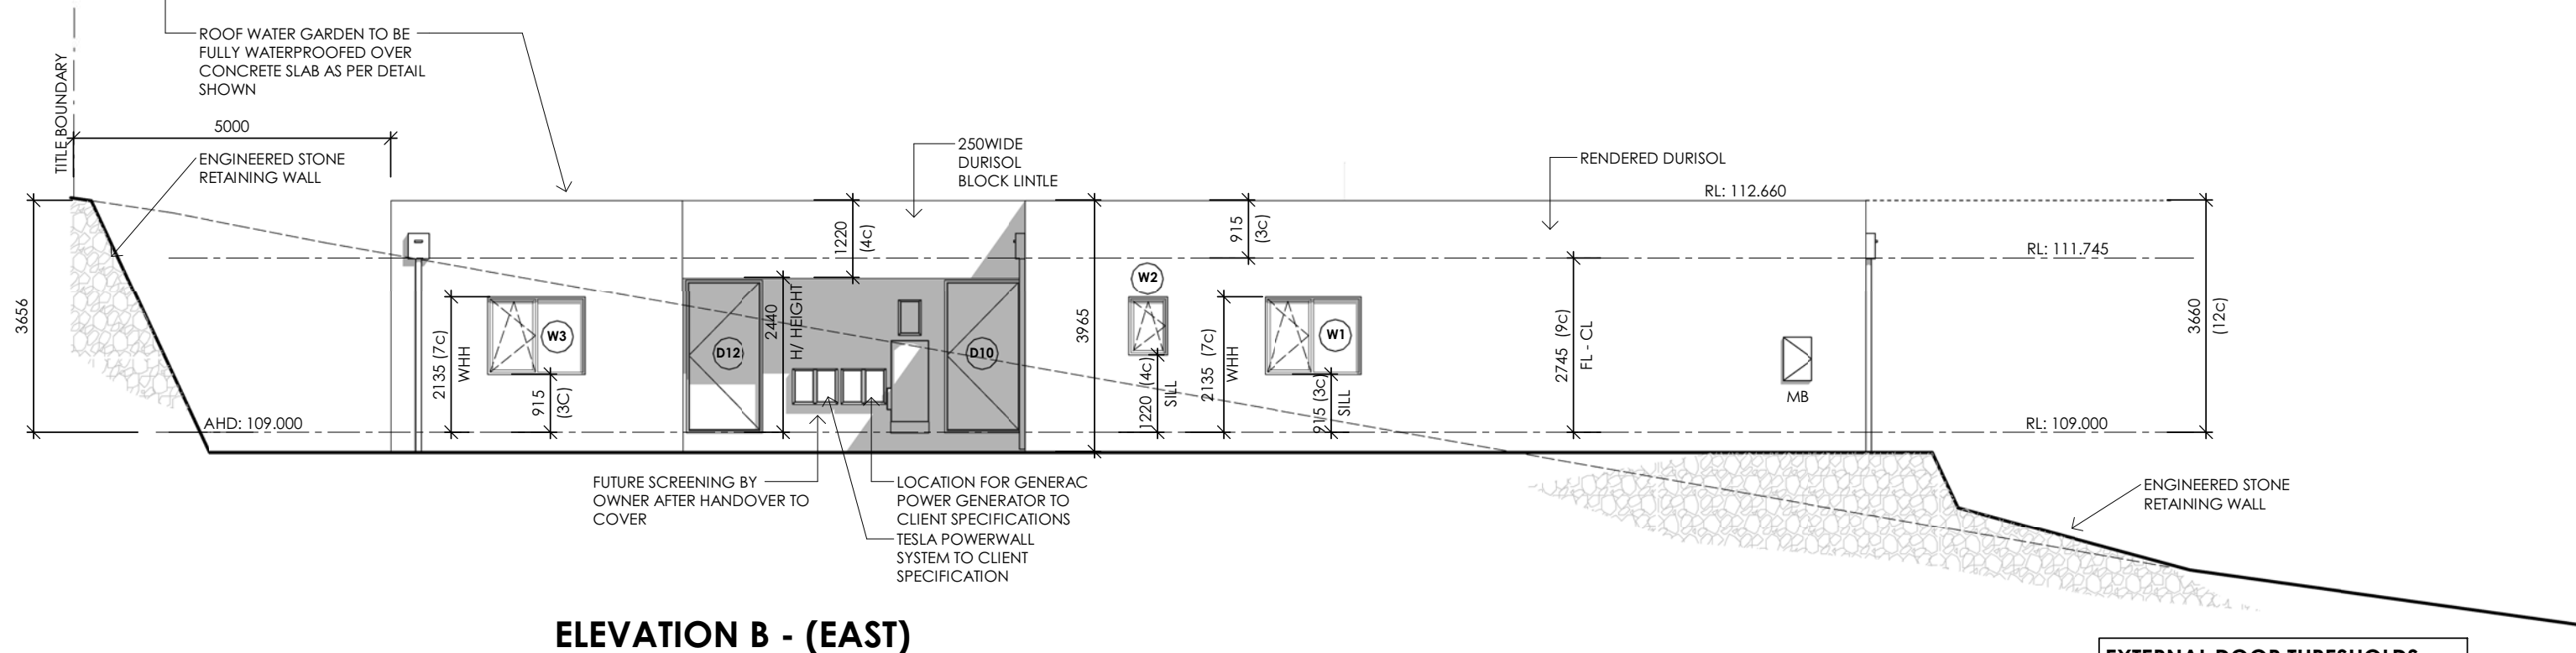 ROOF WATER GARDEN TO BE
FULLY WATERPROOFED OVER
CONCRETE SLAB AS PER DETAIL
SHOWN
TITLE BOUNDARY
5000
ENGINEERED STONE
RETAINING WALL
250WIDE
DURISOL
BLOCK LINTLE
RENDERED DURISOL
RL: 112.660
3656
1220
(4c)
915
(3c)
RL: 111.745
W2
2135 (7c)
WHH
W3
915
(3C)
D12
2440
H/ HEIGHT
D10
3965
1220 (4c)
SILL
2135 (7c)
WHH
W1
915 (3c)
SILL
2745 (9c)
FL - CL
MB
3660
(12c)
AHD: 109.000
RL: 109.000
FUTURE SCREENING BY
OWNER AFTER HANDOVER TO
COVER
LOCATION FOR GENERAC
POWER GENERATOR TO
CLIENT SPECIFICATIONS
TESLA POWERWALL
SYSTEM TO CLIENT
SPECIFICATION
ENGINEERED STONE
RETAINING WALL
ELEVATION B - (EAST)
EXTERNAL DOOR THRESHOLDS